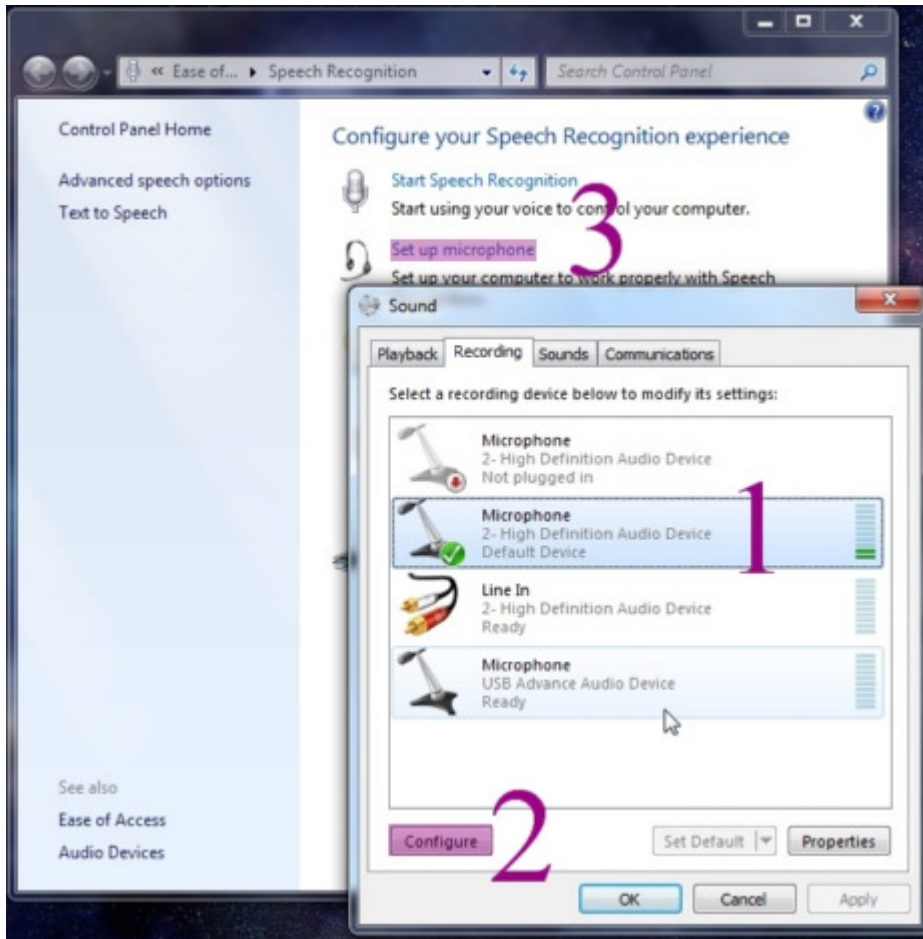 « Ease of... ▸ Speech Recognition
Search Control Panel
Control Panel Home
Advanced speech options
Text to Speech
See also
Ease of Access
Audio Devices
Configure your Speech Recognition experience
Start Speech Recognition
Start using your voice to control your computer.
Set up microphone
Set up your computer to work properly with Speech
3
Sound
Playback Recording Sounds Communications
Select a recording device below to modify its settings:
Microphone
2- High Definition Audio Device
Not plugged in
Microphone
2- High Definition Audio Device
Default Device
1
Line In
2- High Definition Audio Device
Ready
Microphone
USB Advance Audio Device
Ready
Configure
2
Set Default
Properties
OK Cancel Apply